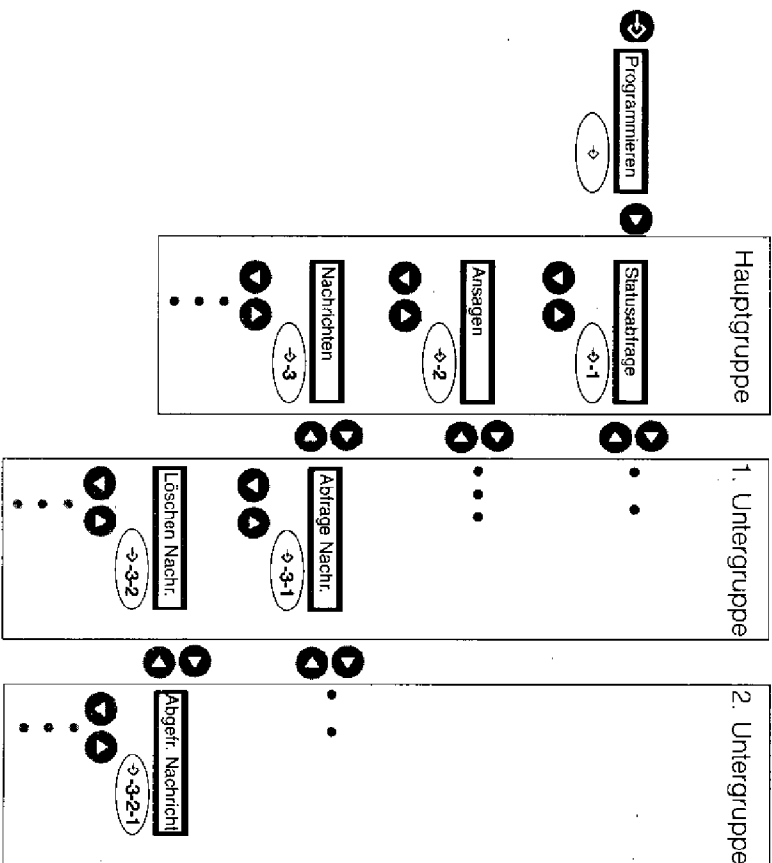 Programmieren
Hauptgruppe
Statusabfrage
-1
Ansagen
-2
Nachrichten
-3
1. Untergruppe
Abfrage Nachr.
-3-1
Löschen Nachr.
-3-2
2. Untergruppe
Abgefr. Nachricht
-3-2-1